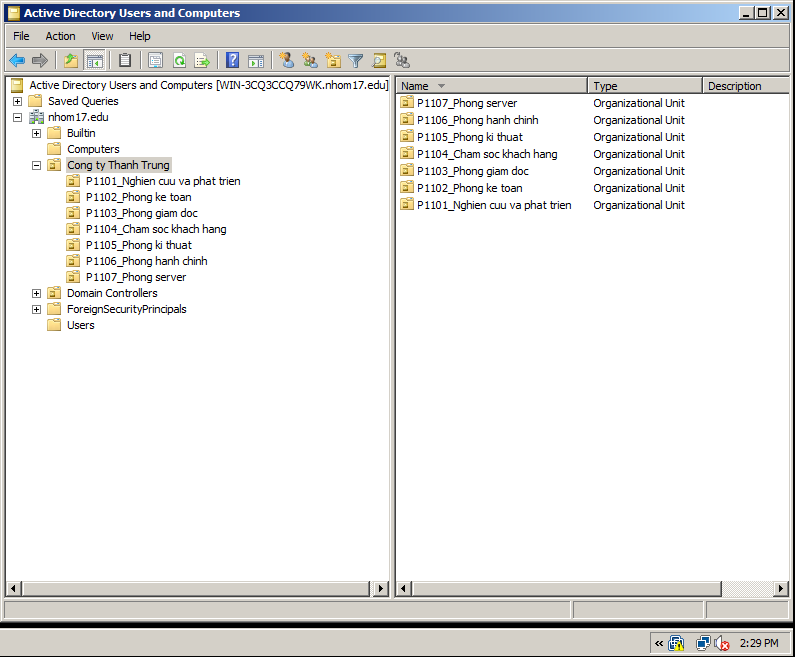 Active Directory Users and Computers
File Action View Help
Active Directory Users and Computers [WIN-3CQ3CCQ79WK.nhom17.edu]
Saved Queries
nhom17.edu
Builtin
Computers
Cong ty Thanh Trung
P1101_Nghien cuu va phat trien
P1102_Phong ke toan
P1103_Phong giam doc
P1104_Cham soc khach hang
P1105_Phong ki thuat
P1106_Phong hanh chinh
P1107_Phong server
Domain Controllers
ForeignSecurityPrincipals
Users
Name Type Description
P1107_Phong server Organizational Unit
P1106_Phong hanh chinh Organizational Unit
P1105_Phong ki thuat Organizational Unit
P1104_Cham soc khach hang Organizational Unit
P1103_Phong giam doc Organizational Unit
P1102_Phong ke toan Organizational Unit
P1101_Nghien cuu va phat trien Organizational Unit
« 2:29 PM